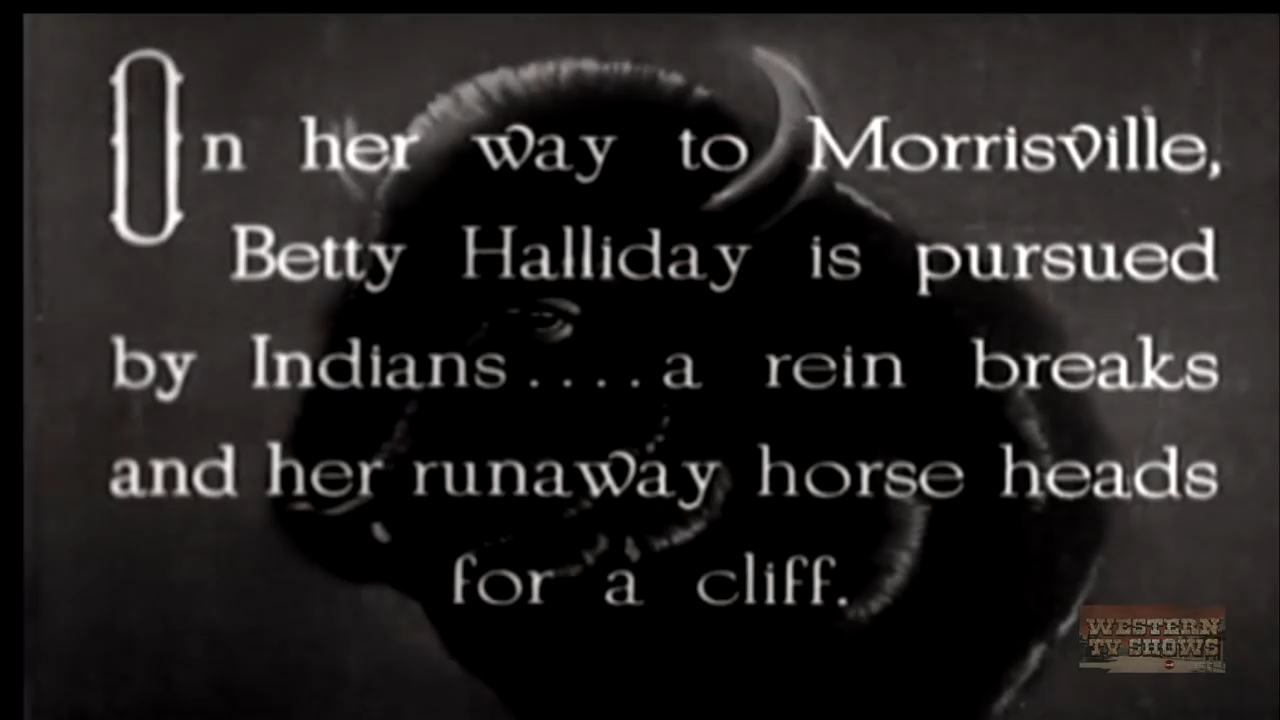 On her way to Morrisville,
Betty Halliday is pursued
by Indians....a rein breaks
and her runaway horse heads
for a cliff.
WESTERN
TV SHOWS